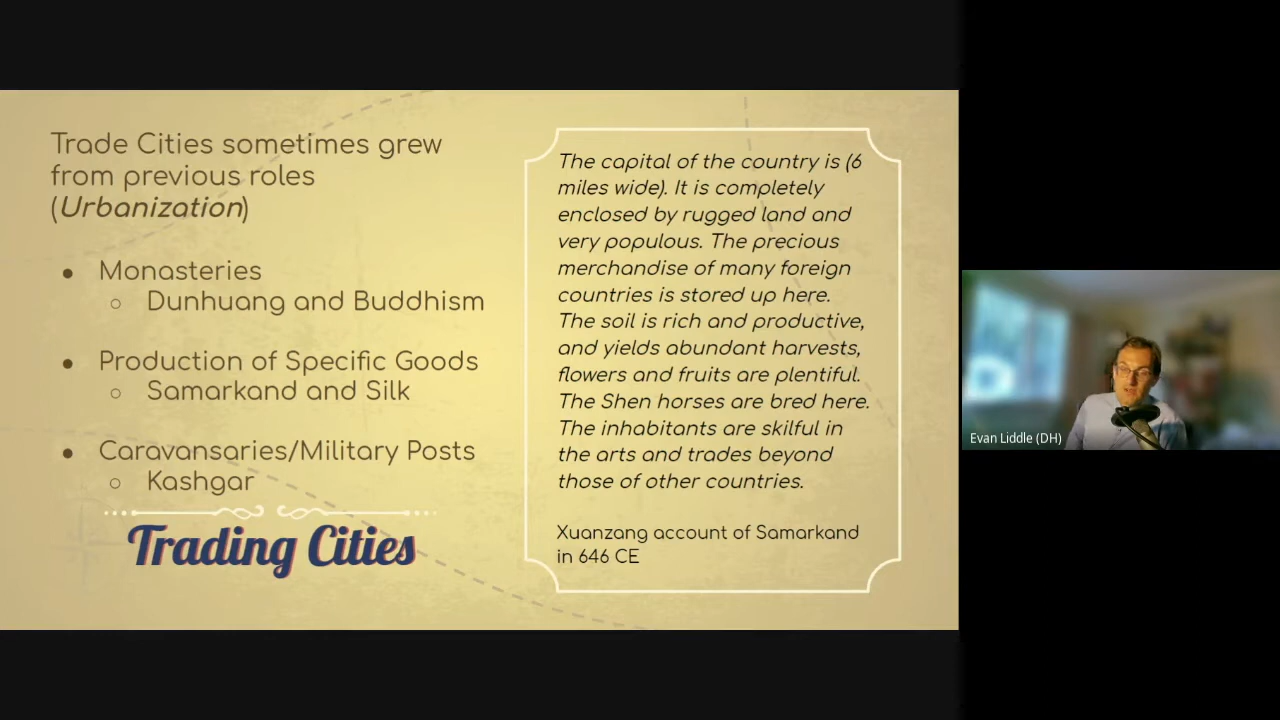 Trade Cities sometimes grew
from previous roles
(Urbanization)
● Monasteries
○ Dunhuang and Buddhism
● Production of Specific Goods
○ Samarkand and Silk
● Caravansaries/Military Posts
○ Kashgar
Trading Cities
The capital of the country is (6
miles wide). It is completely
enclosed by rugged land and
very populous. The precious
merchandise of many foreign
countries is stored up here.
The soil is rich and productive,
and yields abundant harvests,
flowers and fruits are plentiful.
The Shen horses are bred here.
The inhabitants are skilful in
the arts and trades beyond
those of other countries.
Xuanzang account of Samarkand
in 646 CE
Evan Liddle (DH)